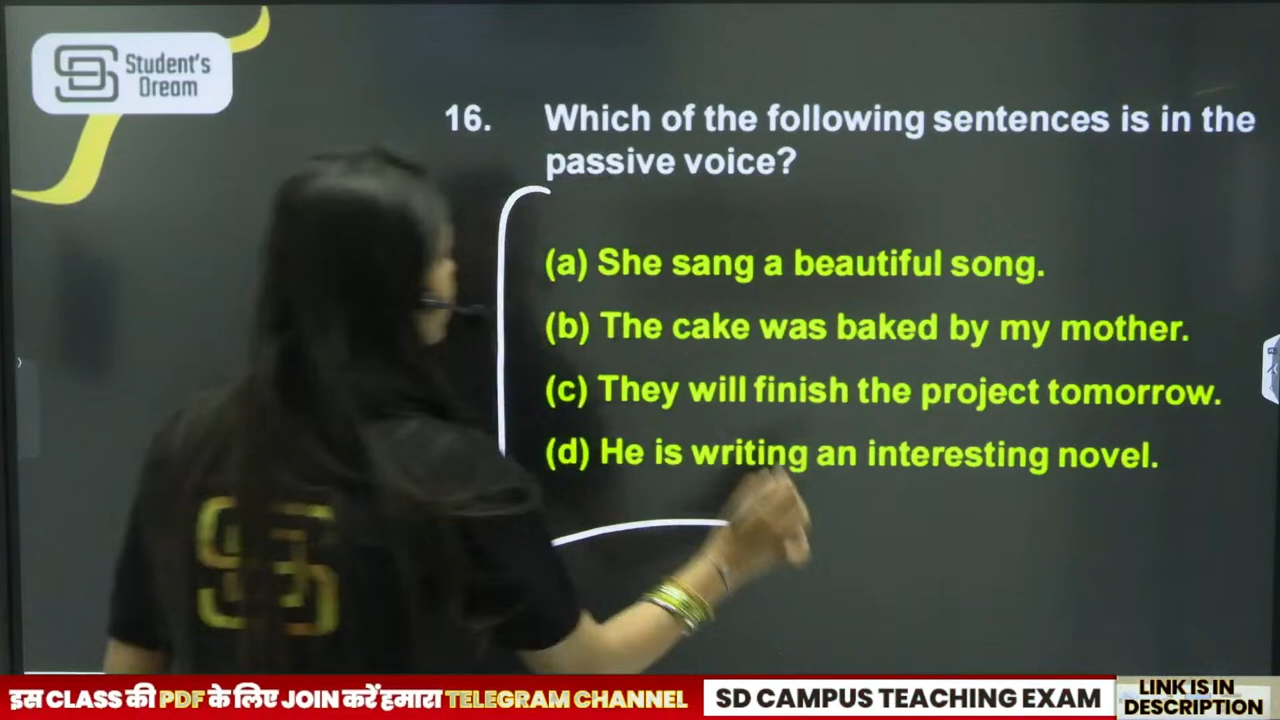 Student's
Dream
16. Which of the following sentences is in the
passive voice?
(a) She sang a beautiful song.
(b) The cake was baked by my mother.
(c) They will finish the project tomorrow.
(d) He is writing an interesting novel.
इस CLASS की PDF के लिए JOIN करें हमारा TELEGRAM CHANNEL
SD CAMPUS TEACHING EXAM
LINK IS IN
DESCRIPTION